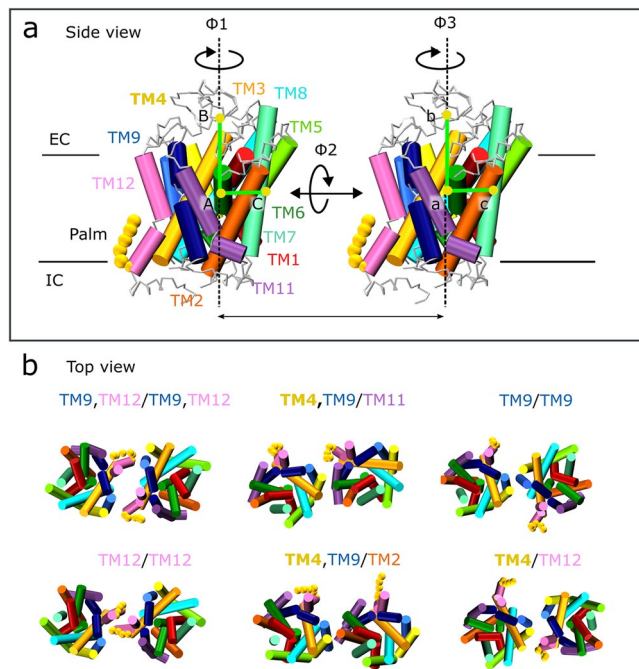 a Side view Φ1 Φ3
TM4 TM3 TM8
B b
TM9 TM5
EC Φ2
TM12
A C a c
TM6
Palm TM7
TM1
IC
TM2 TM11
b Top view
TM9,TM12/TM9,TM12 TM4,TM9/TM11 TM9/TM9
TM12/TM12 TM4,TM9/TM2 TM4/TM12